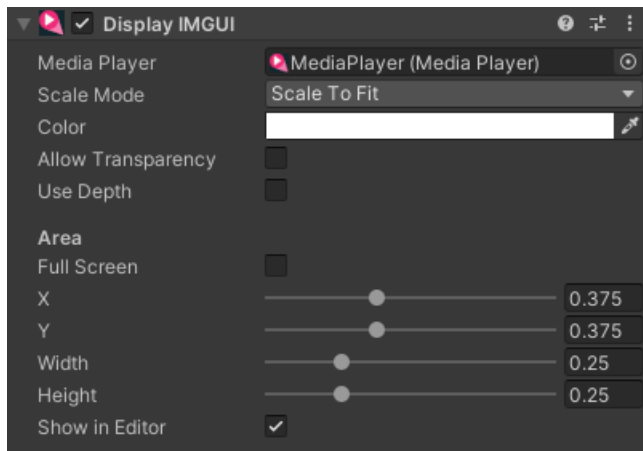 Display IMGUI
Media Player MediaPlayer (Media Player)
Scale Mode Scale To Fit
Color
Allow Transparency
Use Depth
Area
Full Screen
X 0.375
Y 0.375
Width 0.25
Height 0.25
Show in Editor